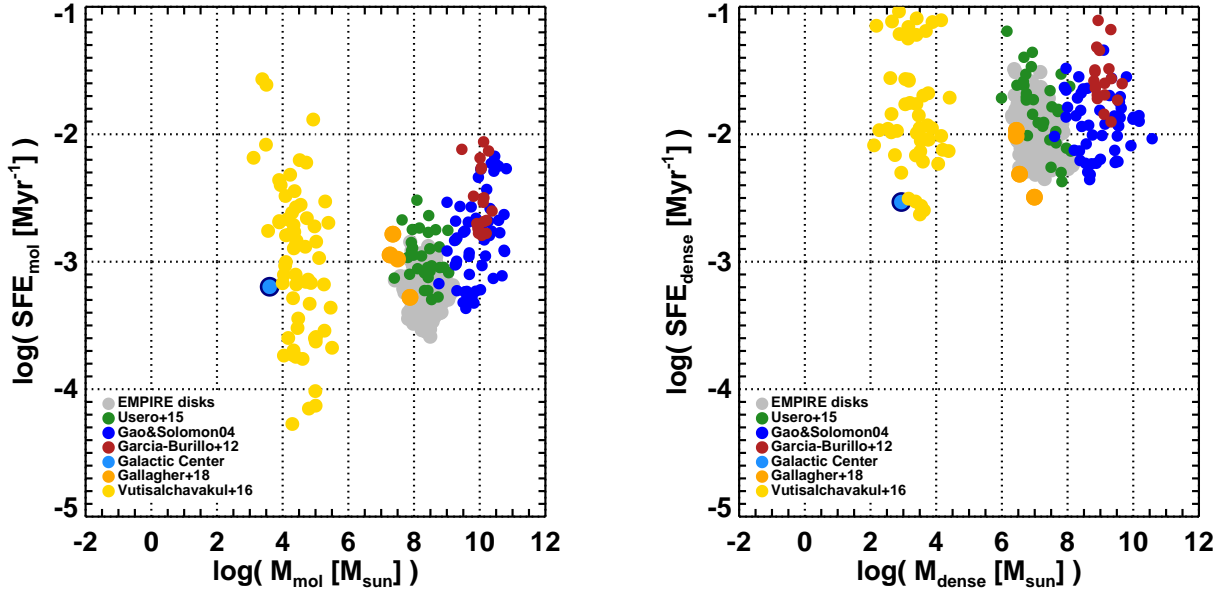 -1
-2
-3
-4
-5
log( SFE_mol [Myr^-1] )
EMPIRE disks
Usero+15
Gao&Solomon04
Garcia-Burillo+12
Galactic Center
Gallagher+18
Vutisalchavakul+16
-2 0 2 4 6 8 10 12
log( M_mol [M_sun] )
-1
-2
-3
-4
-5
log( SFE_dense [Myr^-1] )
EMPIRE disks
Usero+15
Gao&Solomon04
Garcia-Burillo+12
Galactic Center
Gallagher+18
Vutisalchavakul+16
-2 0 2 4 6 8 10 12
log( M_dense [M_sun] )